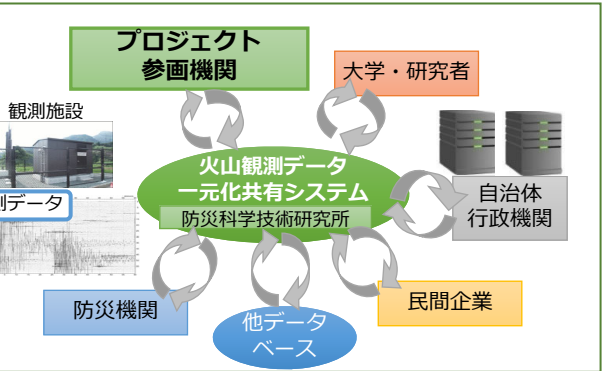 プロジェクト
参画機関
大学・研究者
観測施設
火山観測データ
一元化共有システム
防災科学技術研究所
測データ
自治体
行政機関
防災機関
他データ
ベース
民間企業